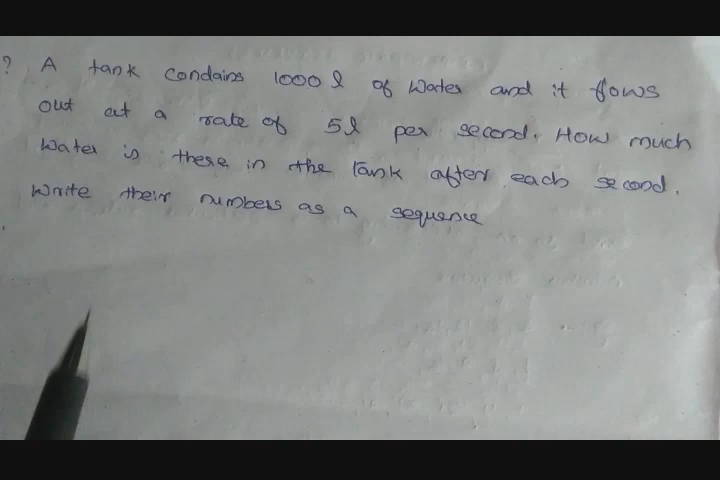 ? A tank condains 1000 l of water and it flows
out at a rate of 5l per second. How much
water is there in the Tank after each second.
Write their numbers as a sequence